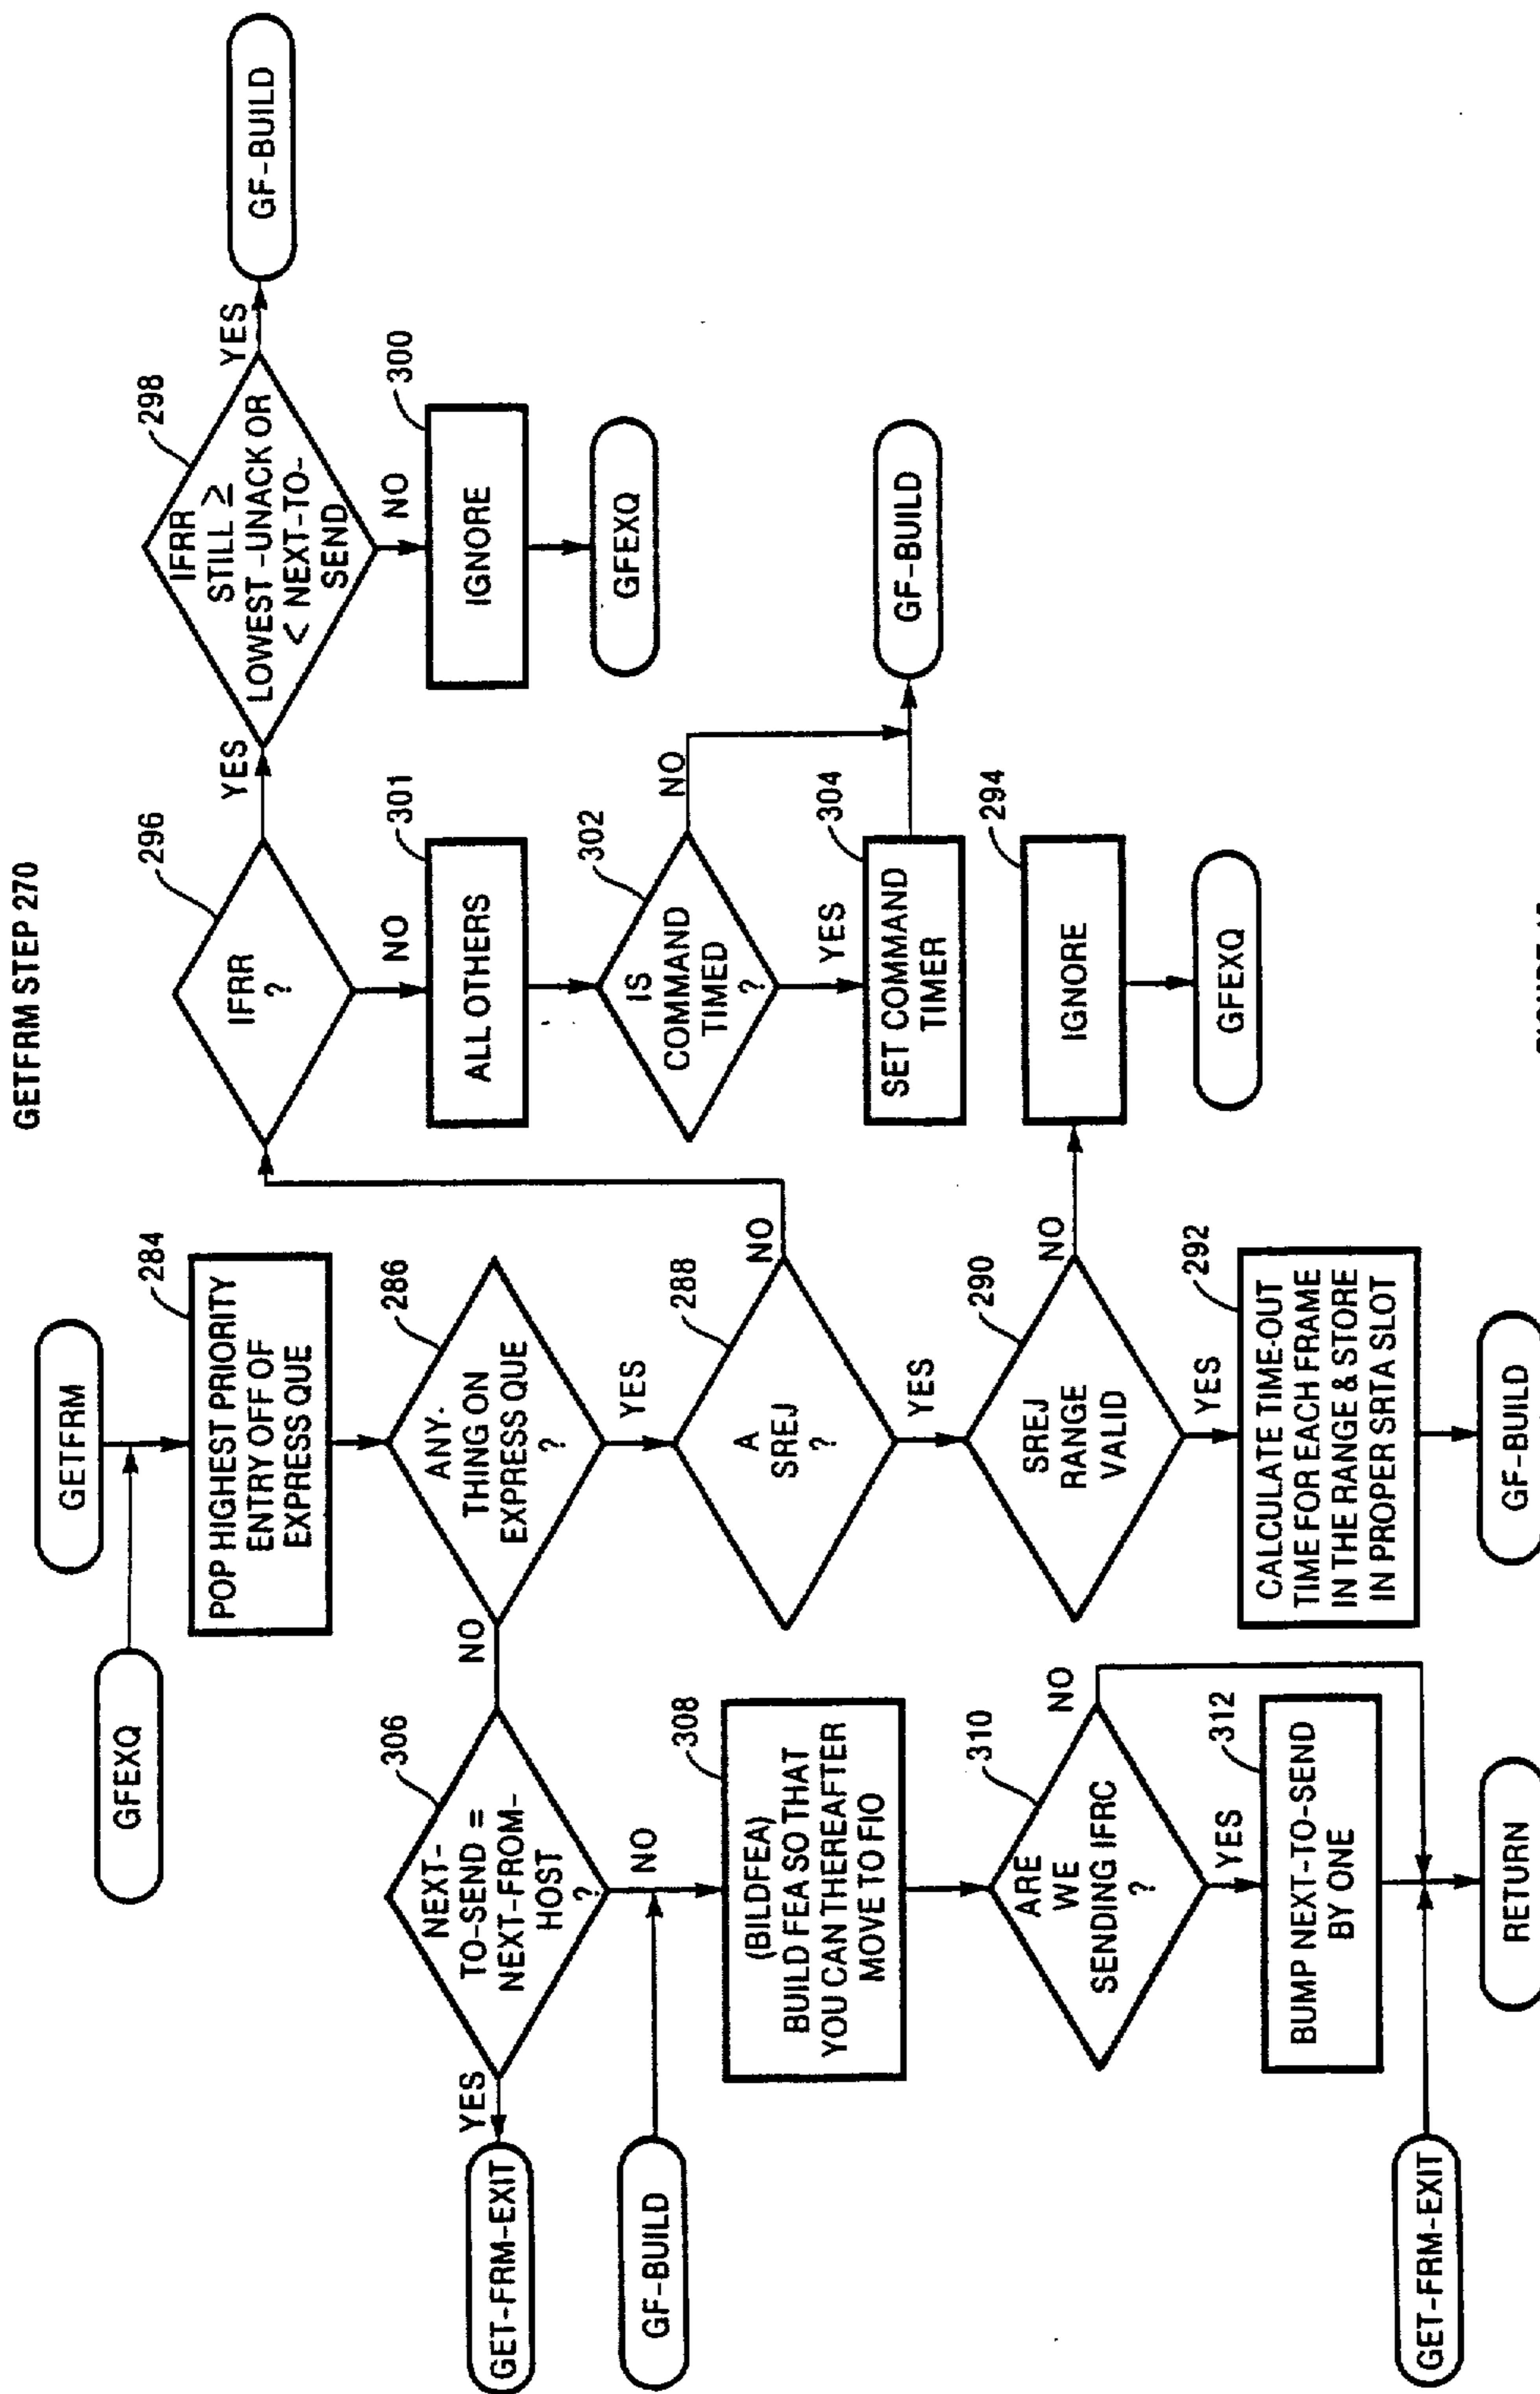 GETFRM STEP 270
GETFRM
GFEXQ
284
POP HIGHEST PRIORITY
ENTRY OFF OF
EXPRESS QUE
286
ANY-
THING ON
EXPRESS QUE
?
NO
YES
288
A
SREJ
?
NO
YES
290
SREJ
RANGE
VALID
NO
YES
292
CALCULATE TIME-OUT
TIME FOR EACH FRAME
IN THE RANGE & STORE
IN PROPER SRTA SLOT
GF-BUILD
294
IGNORE
GFEXQ
296
IFRR
?
YES
NO
298
IFRR
STILL ≥
LOWEST-UNACK OR
< NEXT-TO-
SEND
YES
GF-BUILD
NO
300
IGNORE
GFEXQ
301
ALL OTHERS
302
IS
COMMAND
TIMED
?
NO
YES
304
SET COMMAND
TIMER
GF-BUILD
306
NEXT-
TO-SEND =
NEXT-FROM-
HOST
?
YES
GET-FRM-EXIT
NO
GF-BUILD
308
(BILDFEA)
BUILD FEA SO THAT
YOU CAN THEREAFTER
MOVE TO FIO
310
ARE
WE
SENDING IFRC
?
NO
YES
312
BUMP NEXT-TO-SEND
BY ONE
GET-FRM-EXIT
RETURN